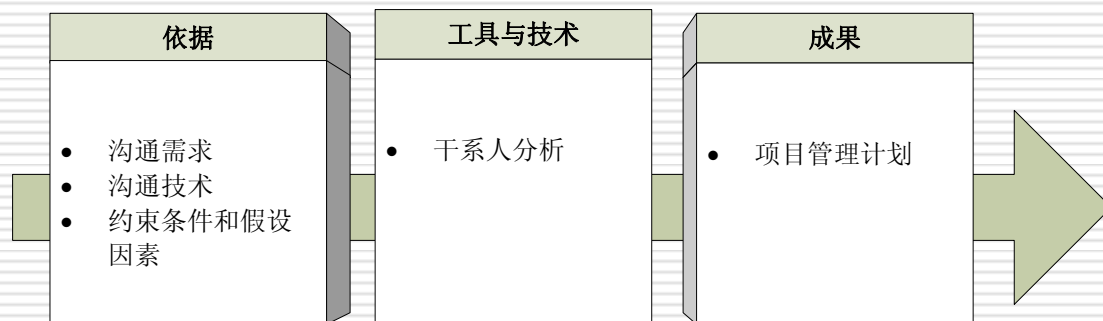 依据
• 沟通需求
• 沟通技术
• 约束条件和假设
因素
工具与技术
• 干系人分析
成果
• 项目管理计划